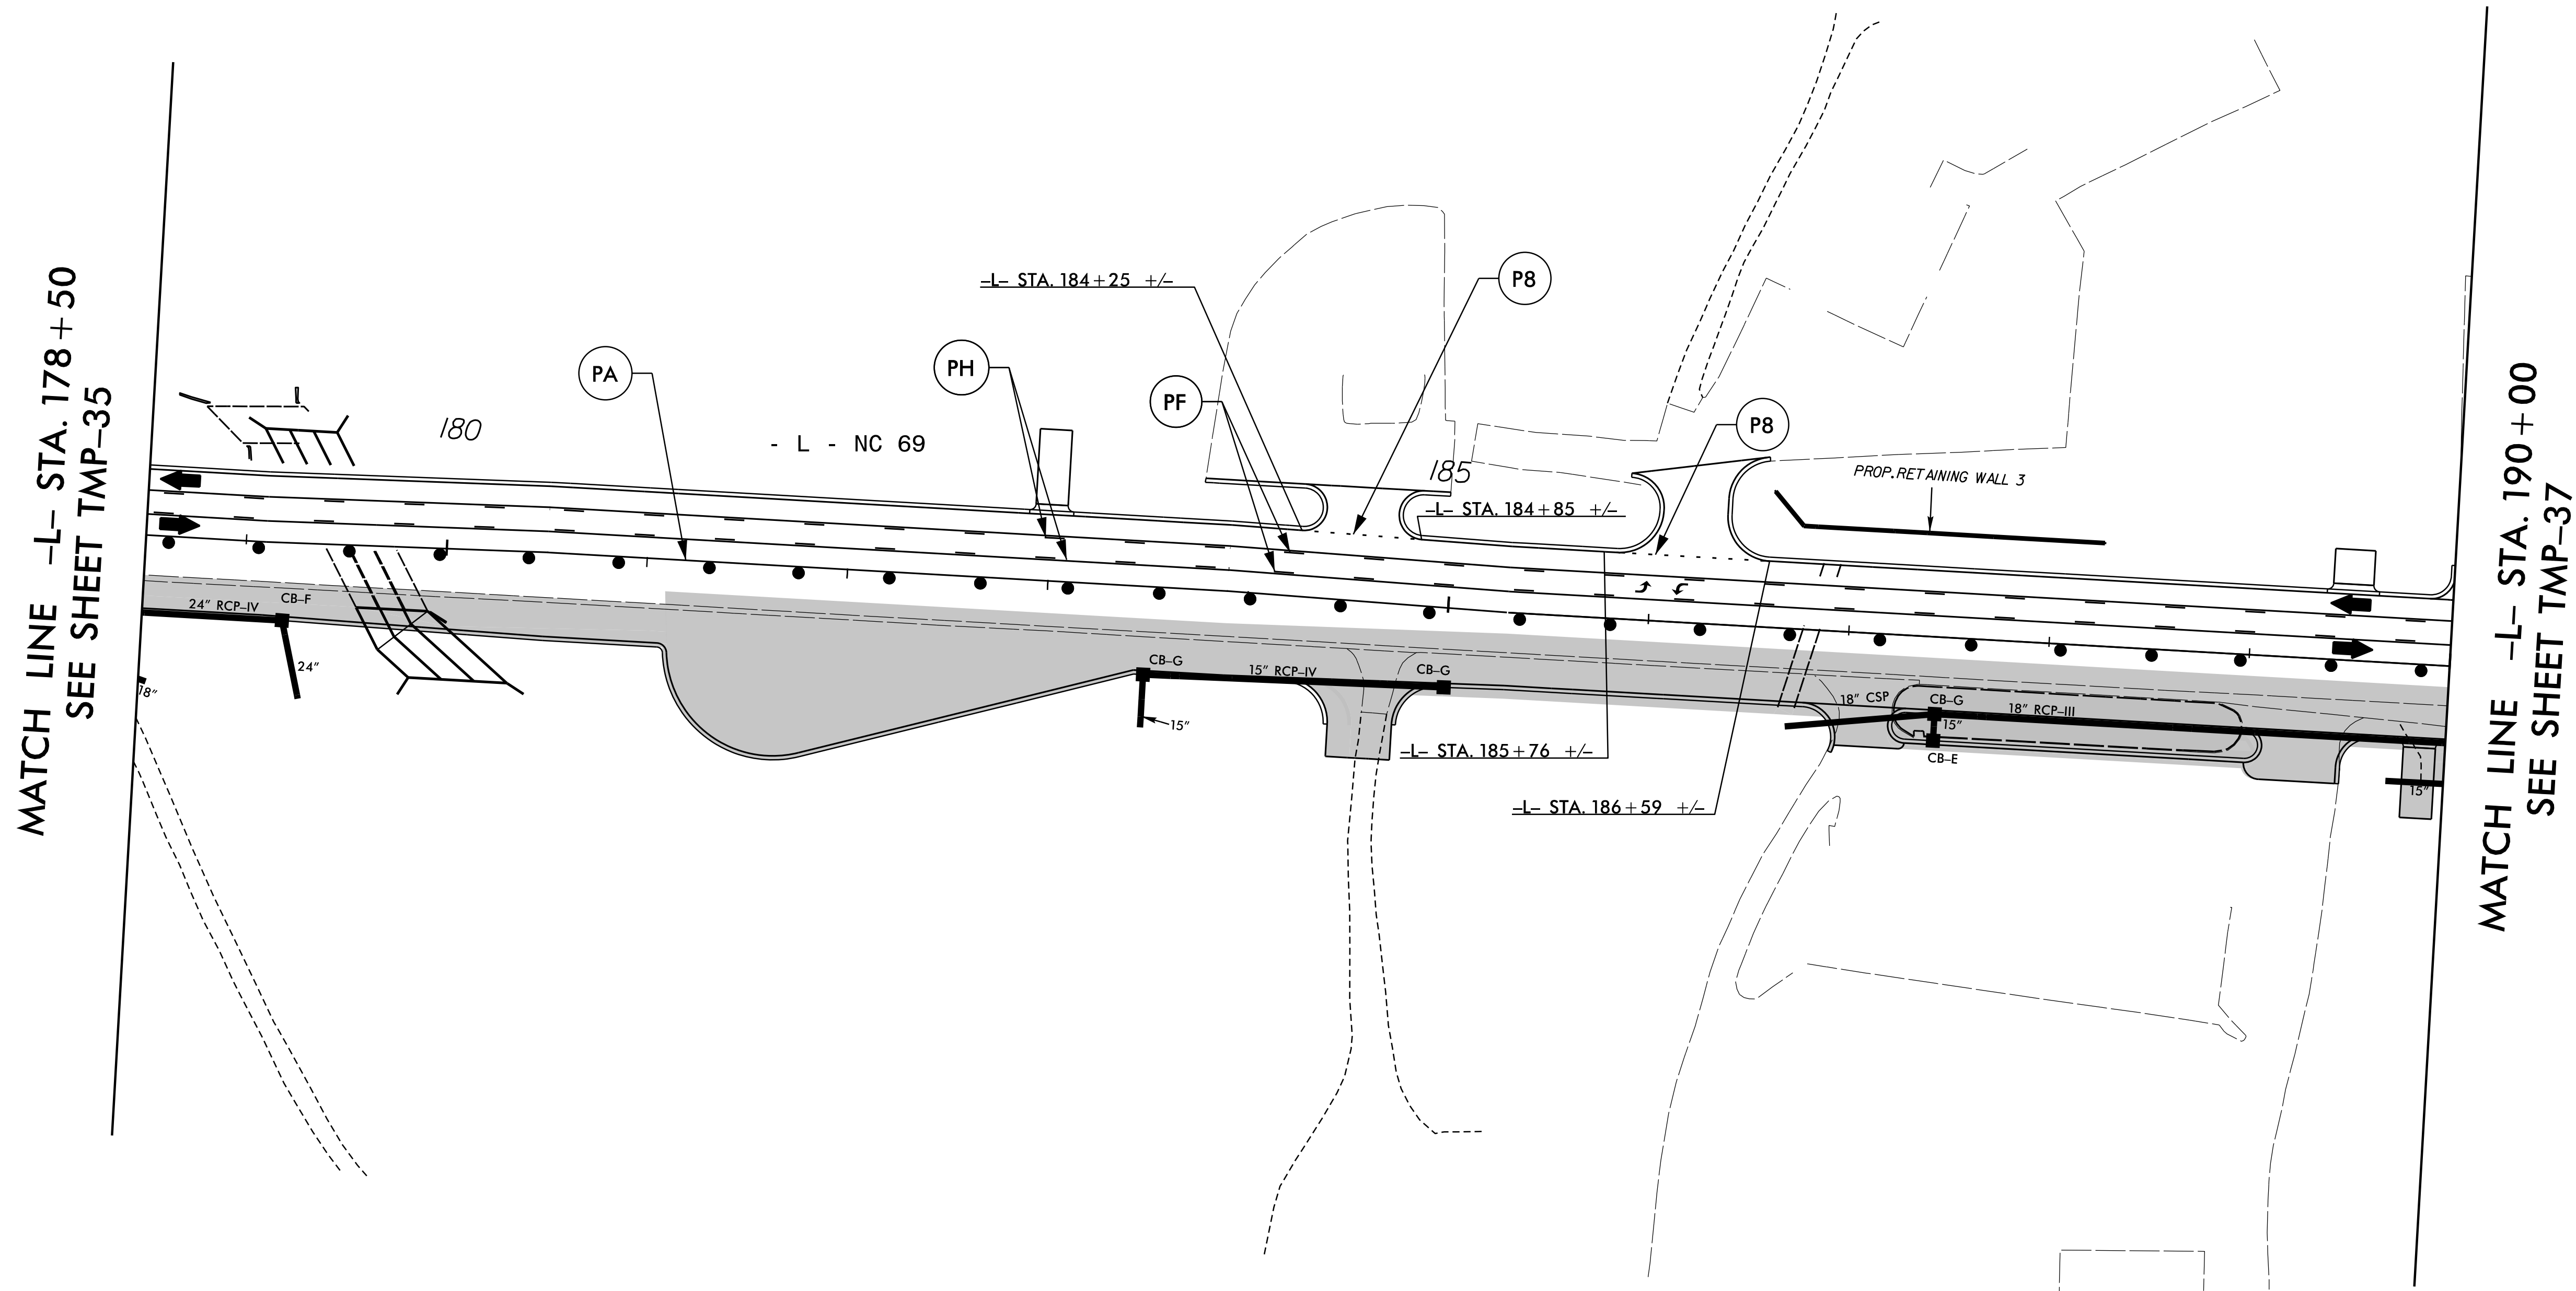 MATCH LINE -L- STA. 178+50
SEE SHEET TMP-35
-L- STA. 184+25 +/-
P8
PA
PH
PF
P8
180
- L - NC 69
185
-L- STA. 184+85 +/-
PROP. RETAINING WALL 3
24" RCP-IV
CB-F
24"
18"
CB-G
15" RCP-IV
CB-G
15"
18" CSP
CB-G
18" RCP-III
15"
CB-E
-L- STA. 185+76 +/-
-L- STA. 186+59 +/-
15"
MATCH LINE -L- STA. 190+00
SEE SHEET TMP-37